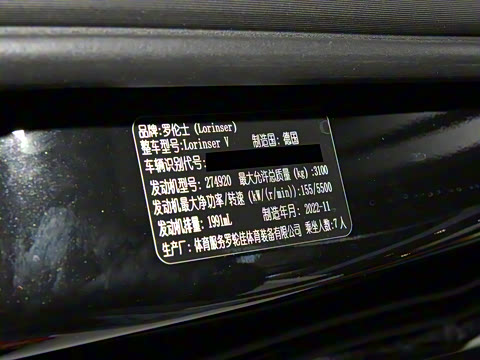 品牌:罗伦士 (Lorinser)
整车型号:Lorinser V 制造国: 德国
车辆识别代号:
发动机型号: 274920 最大允许总质量 (kg):3100
发动机最大净功率/转速 (kW/(r/min)):155/5500
发动机排量: 1991mL 制造年月: 2022-11
生产厂: 体育服务罗轮佳体育装备有限公司 乘坐人数:7 人